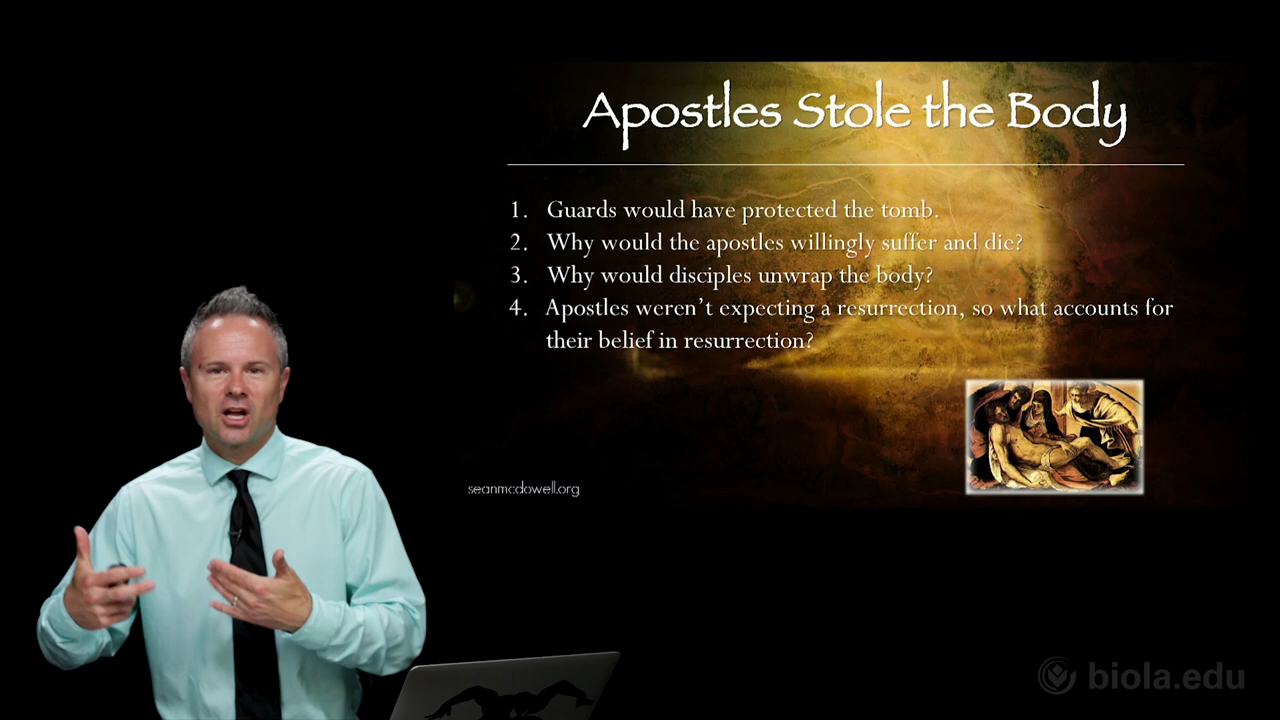 Apostles Stole the Body
1. Guards would have protected the tomb.
2. Why would the apostles willingly suffer and die?
3. Why would disciples unwrap the body?
4. Apostles weren't expecting a resurrection, so what accounts for
their belief in resurrection?
seanmcdowell.org
biola.edu